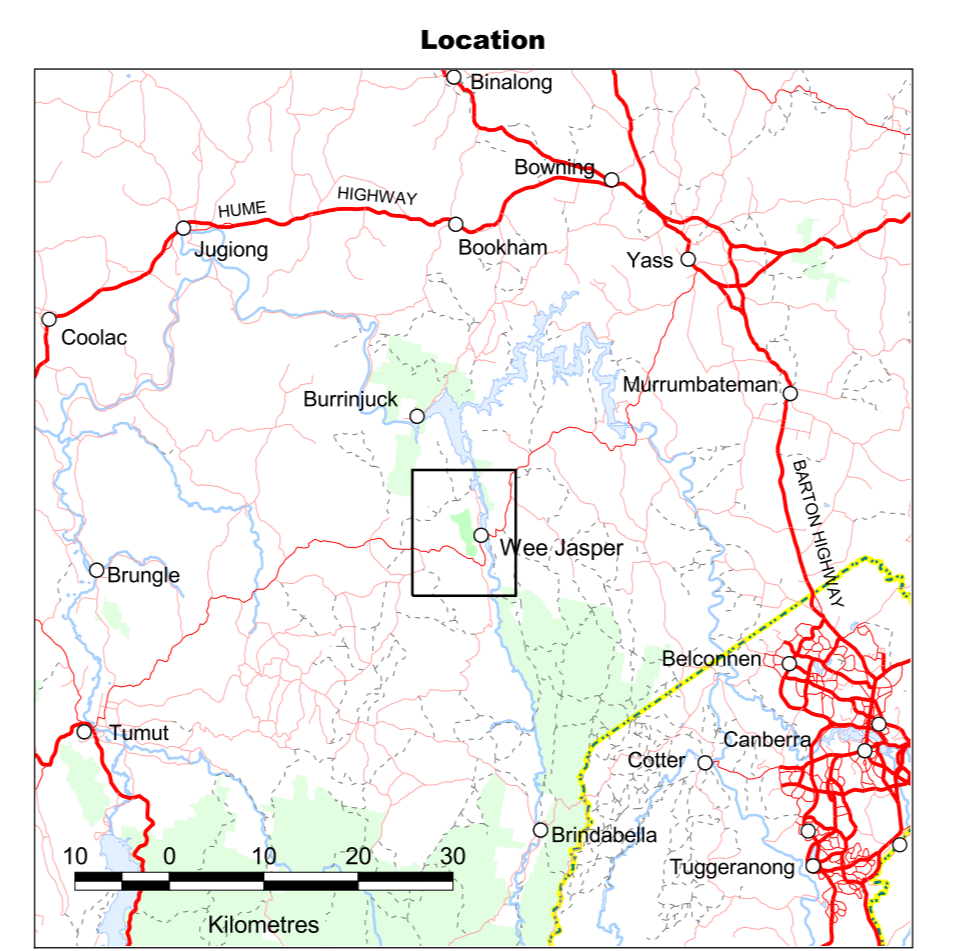 Location
Binalong
Bowning
HUME HIGHWAY
Jugiong
Bookham
Yass
Coolac
Murrumbateman
Burrinjuck
BARTON HIGHWAY
Wee Jasper
Brungle
Belconnen
Tumut
Canberra
Cotter
Brindabella
Tuggeranong
10 0 10 20 30
Kilometres